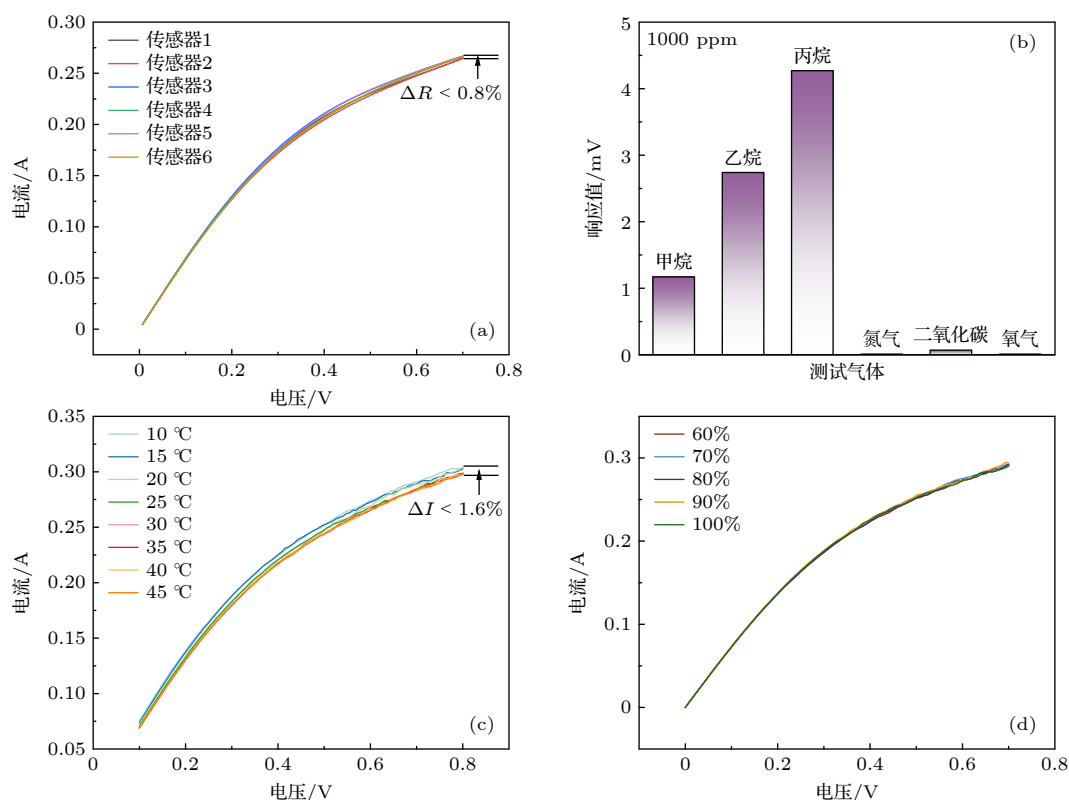 0.30
0.25
0.20
0.15
0.10
0.05
0
电流/A
传感器1
传感器2
传感器3
传感器4
传感器5
传感器6
ΔR < 0.8%
(a)
0
0.2
0.4
0.6
0.8
电压/V
5
4
3
2
1
0
响应值/mV
1000 ppm
(b)
甲烷
乙烷
丙烷
氮气
二氧化碳
氧气
测试气体
0.35
0.30
0.25
0.20
0.15
0.10
0.05
电流/A
10 ℃
15 ℃
20 ℃
25 ℃
30 ℃
35 ℃
40 ℃
45 ℃
ΔI < 1.6%
(c)
0
0.2
0.4
0.6
0.8
电压/V
0.3
0.2
0.1
0
电流/A
60%
70%
80%
90%
100%
(d)
0
0.2
0.4
0.6
0.8
电压/V